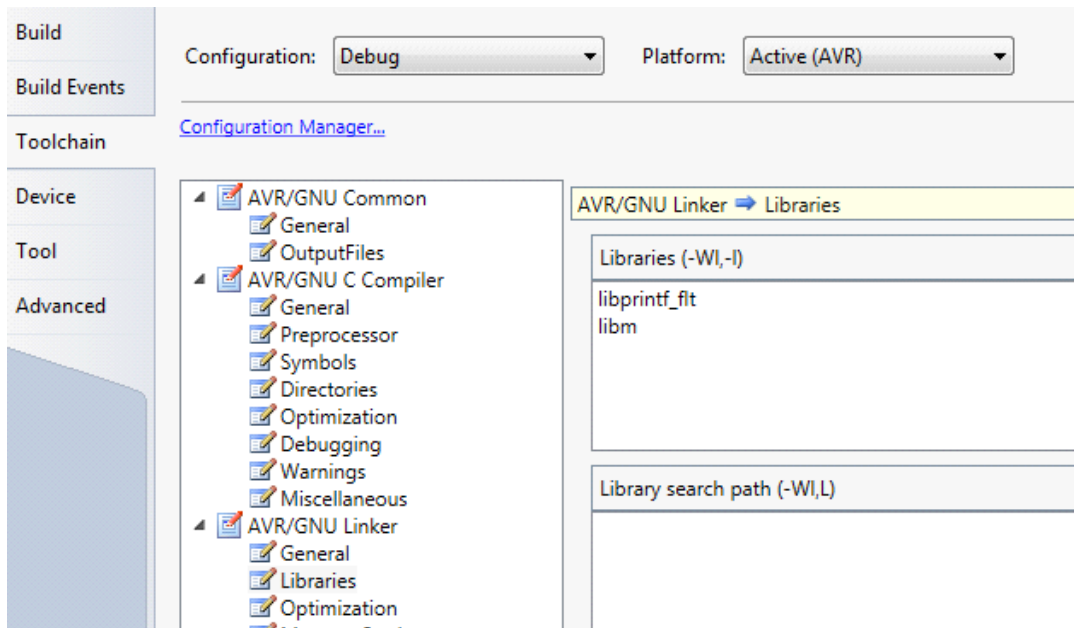 Build
Build Events
Toolchain
Device
Tool
Advanced
Configuration: Debug Platform: Active (AVR)
Configuration Manager...
AVR/GNU Common
General
OutputFiles
AVR/GNU C Compiler
General
Preprocessor
Symbols
Directories
Optimization
Debugging
Warnings
Miscellaneous
AVR/GNU Linker
General
Libraries
Optimization
AVR/GNU Linker ➡ Libraries
Libraries (-Wl,-l)
libprintf_flt
libm
Library search path (-Wl,L)